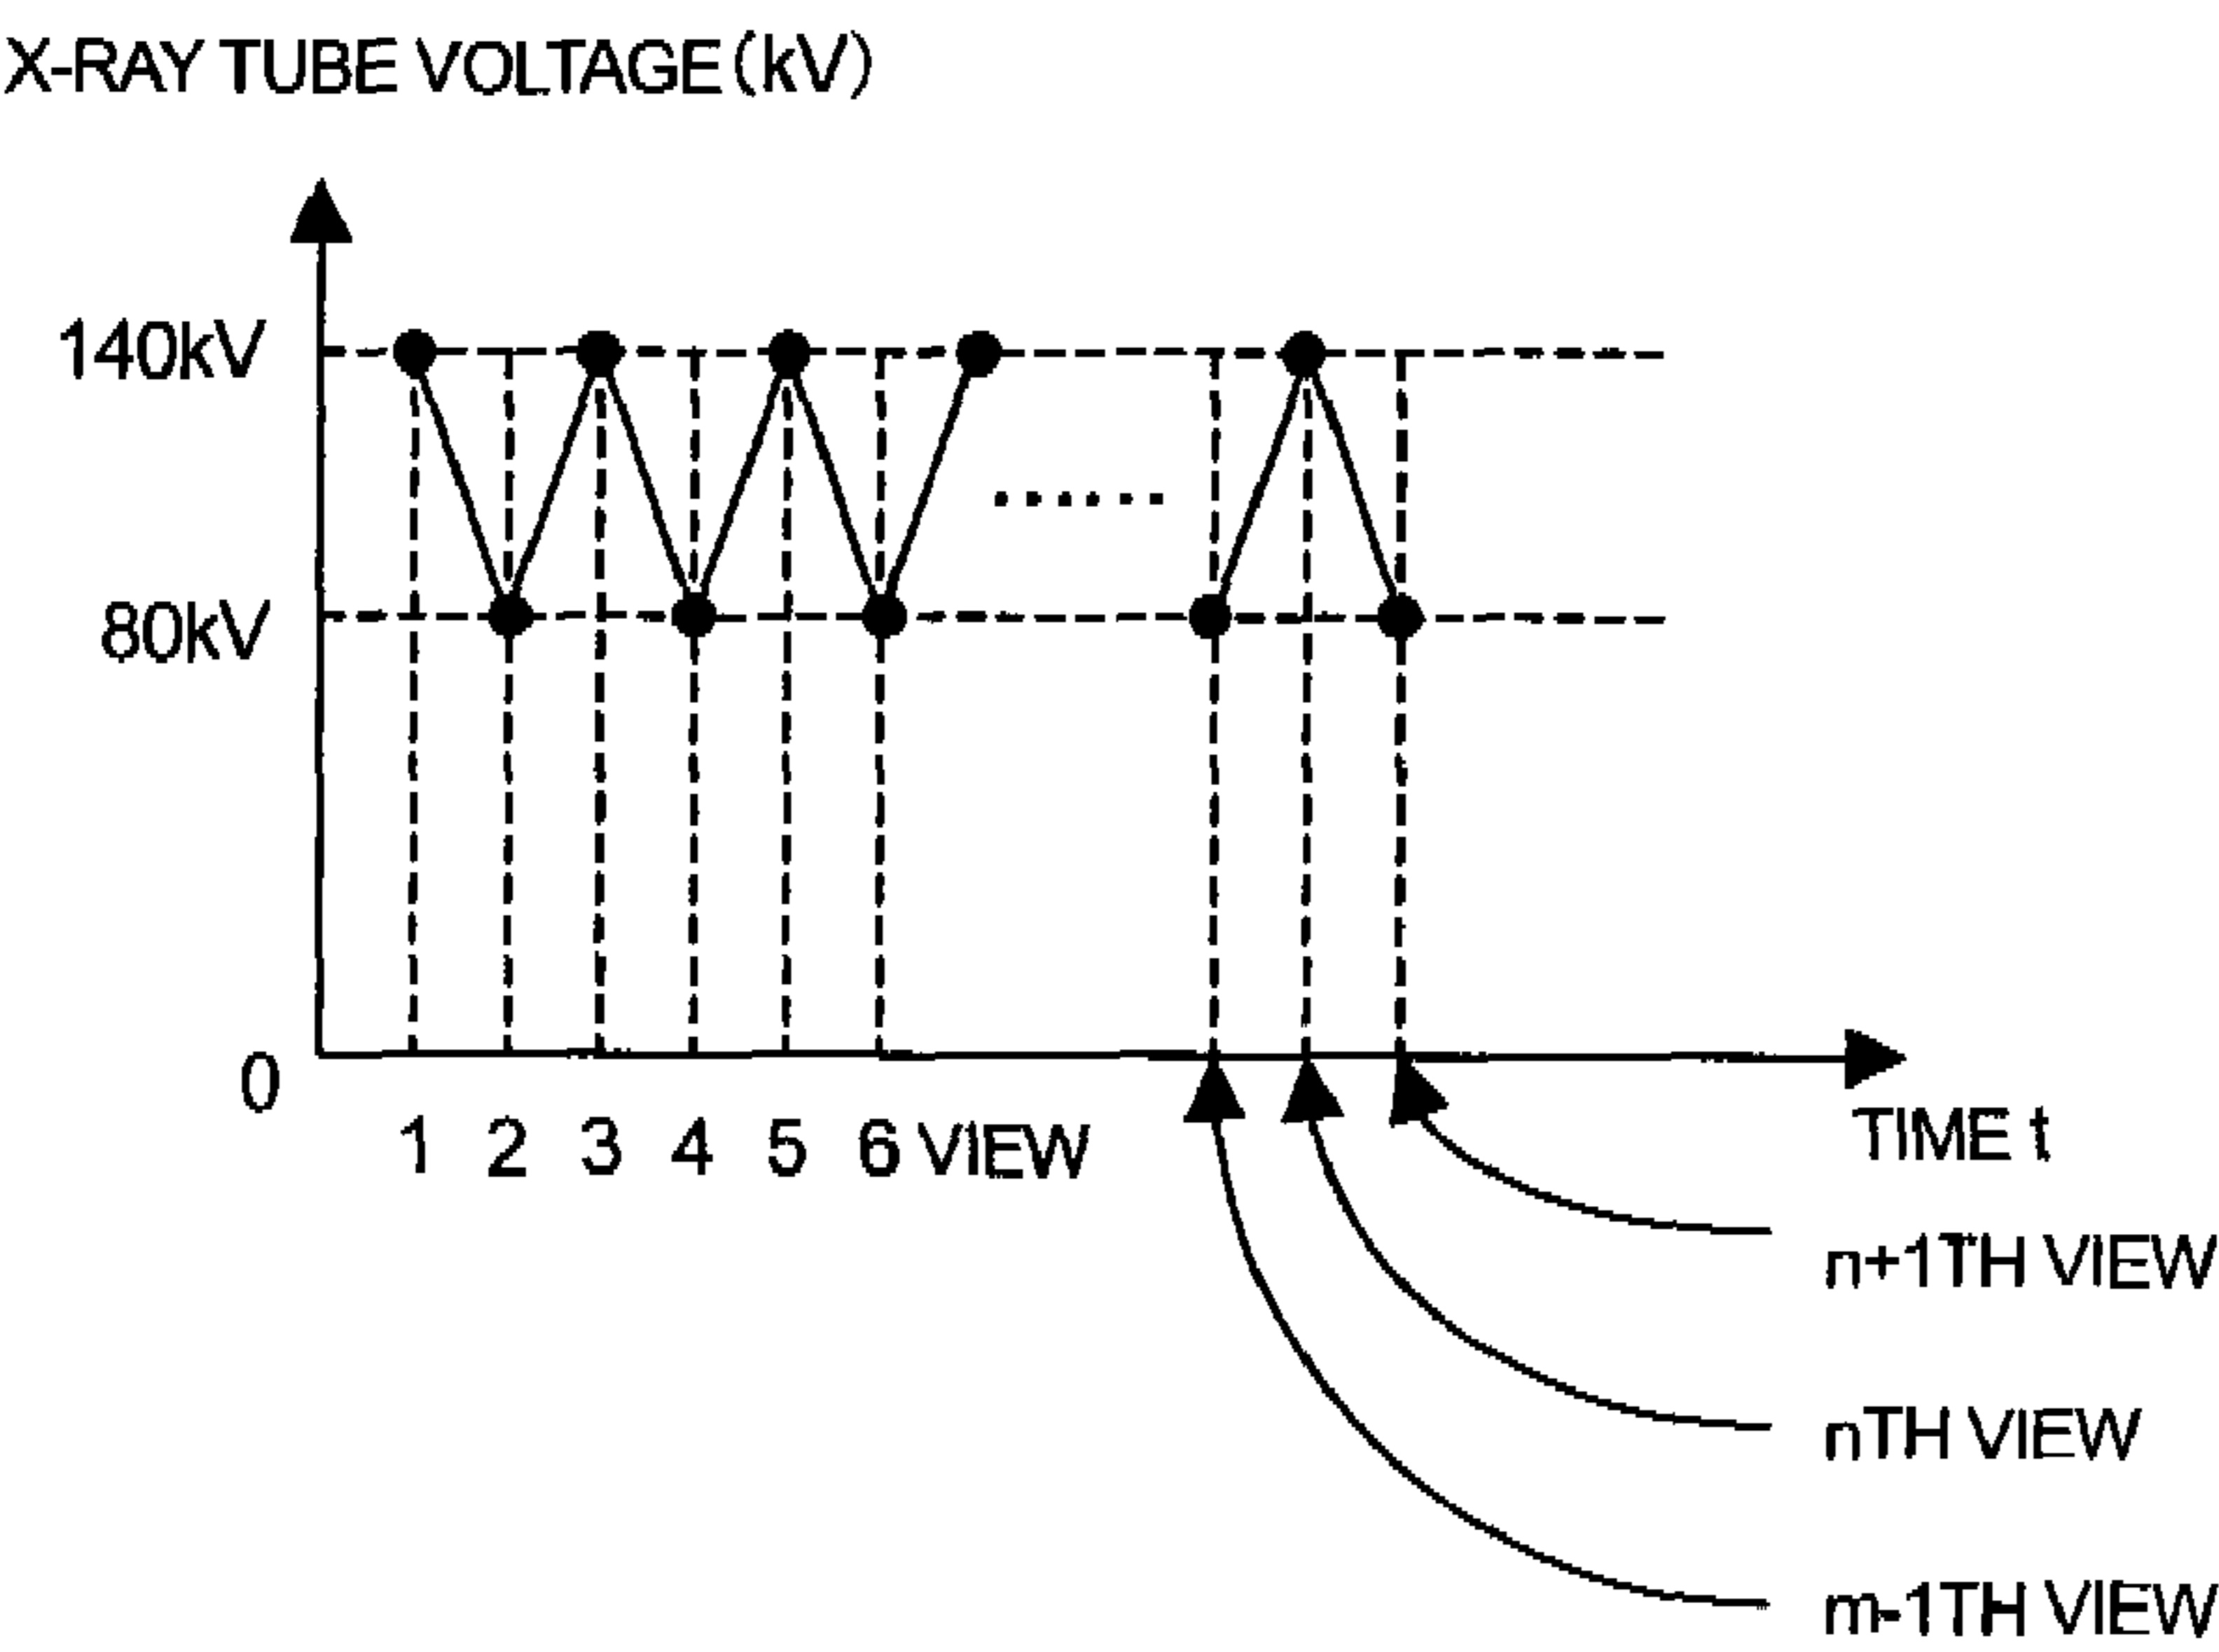 X-RAY TUBE VOLTAGE(kV)
140kV
80kV
0
1 2 3 4 5 6 VIEW
TIME t
n+1TH VIEW
nTH VIEW
m-1TH VIEW